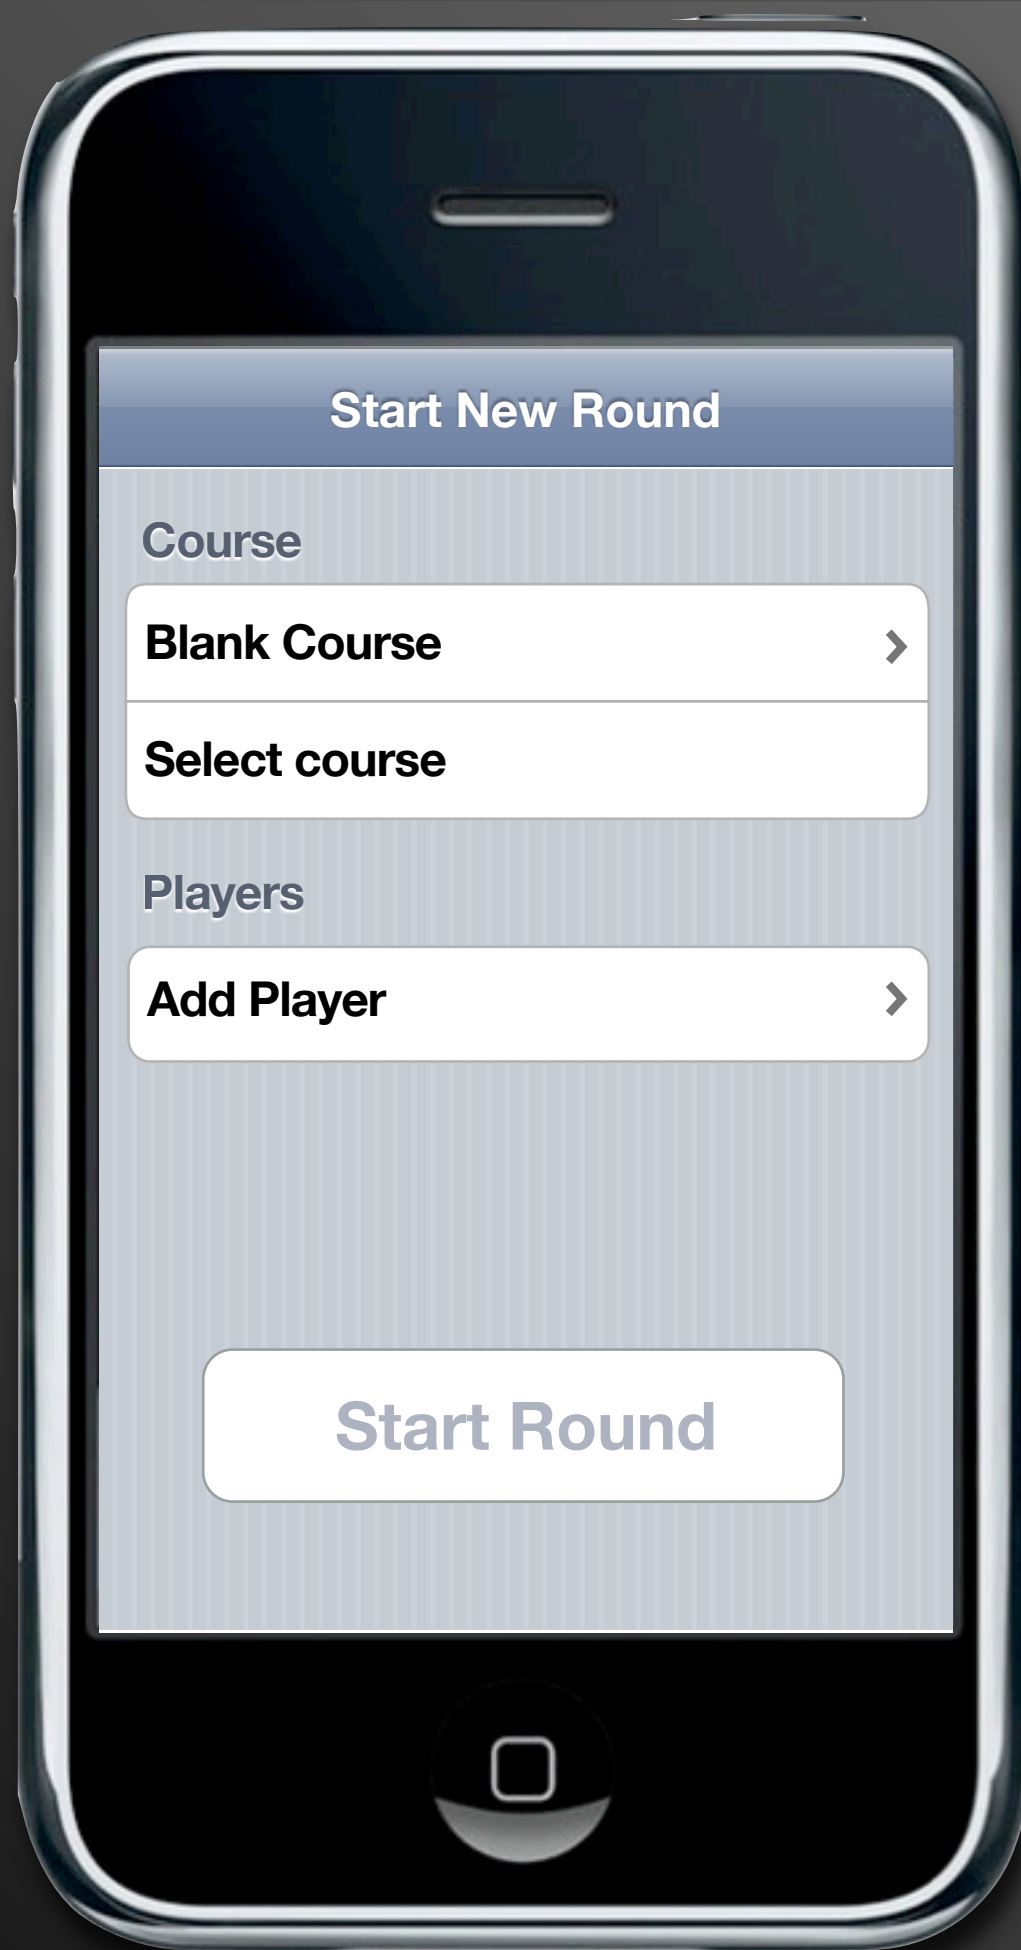 Start New Round
Course
Blank Course
Select course
Players
Add Player
Start Round